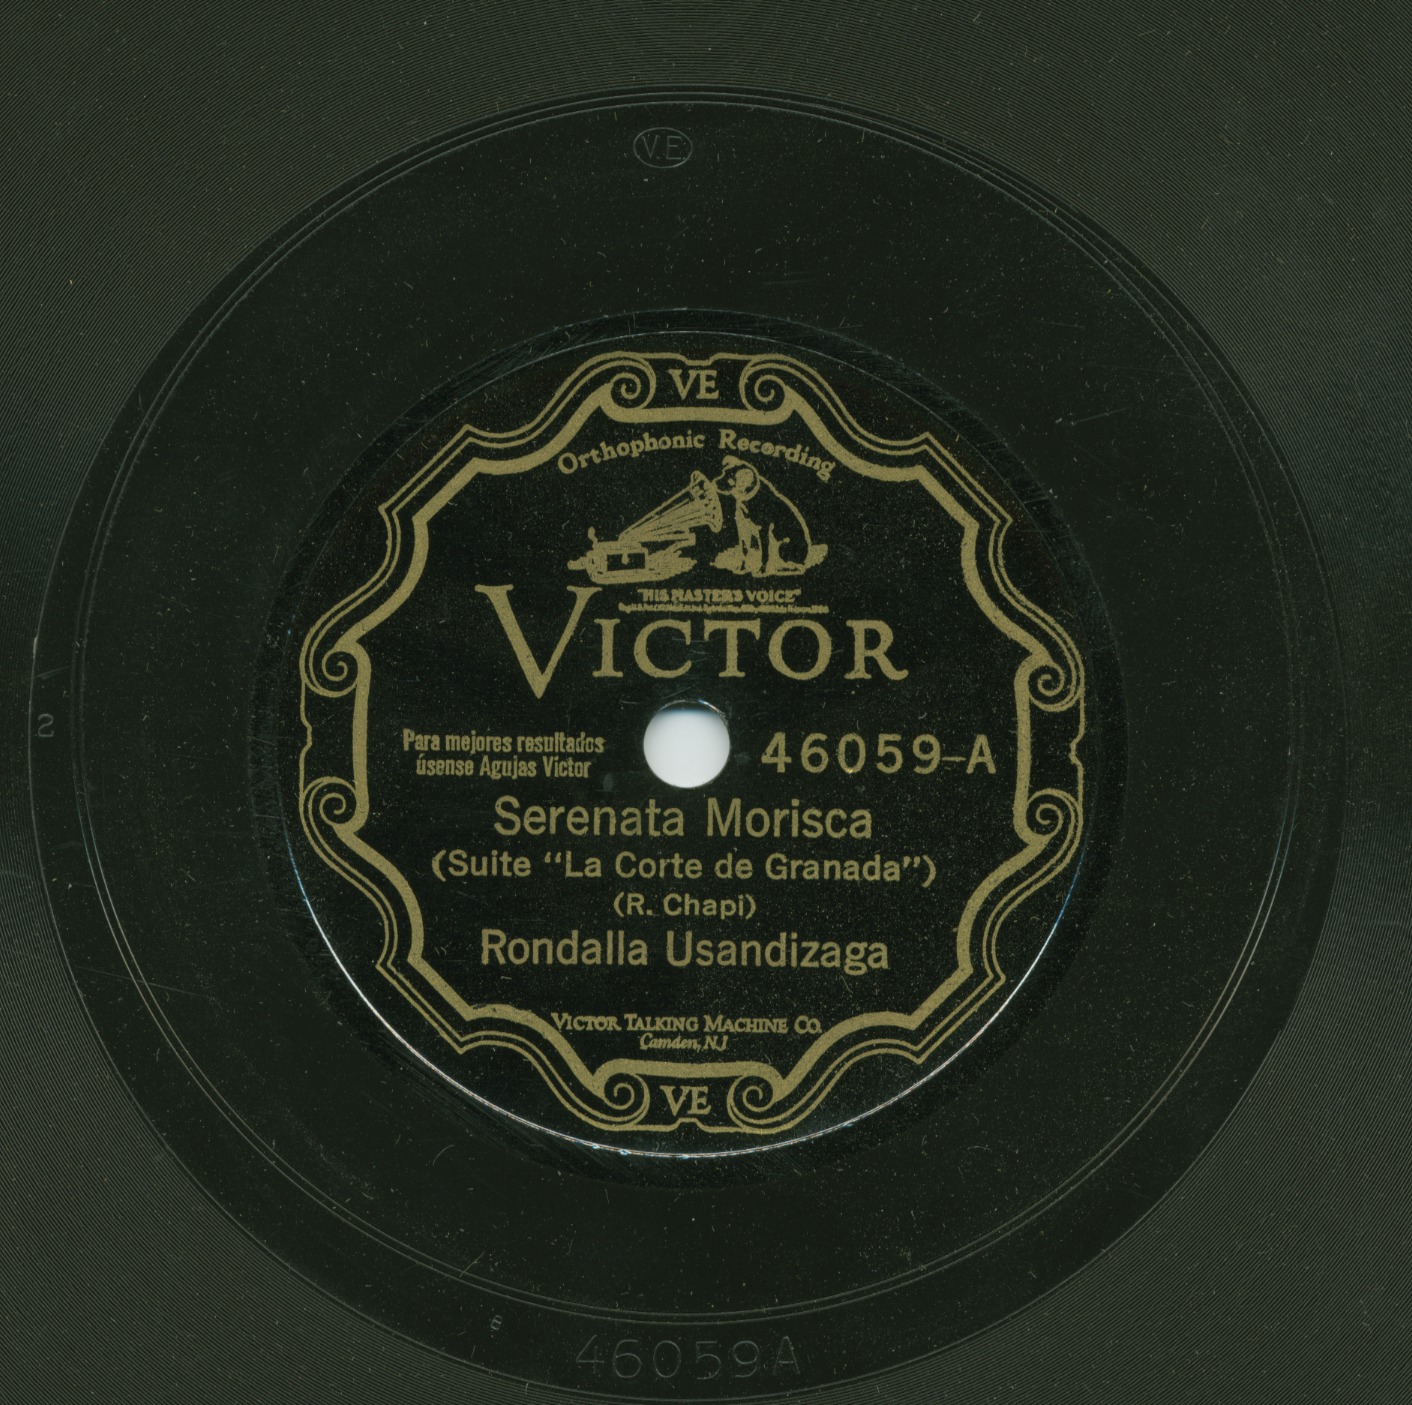 V.E.
VE
Orthophonic Recording
"HIS MASTER'S VOICE"
VICTOR
Para mejores resultados
úsense Agujas Victor
46059-A
Serenata Morisca
(Suite "La Corte de Granada")
(R. Chapi)
Rondalla Usandizaga
VICTOR TALKING MACHINE CO.
Camden, N.J
VE
2
46059A